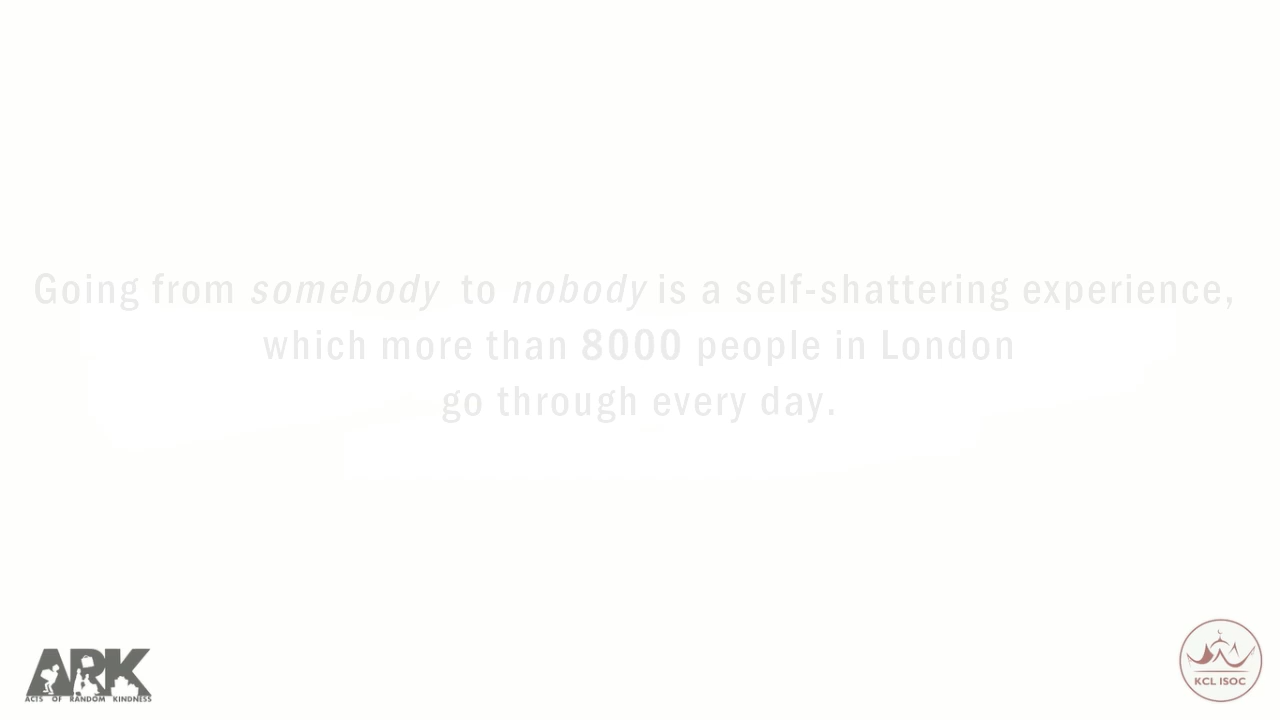 Going from somebody to nobody is a self-shattering experience,
which more than 8000 people in London
go through every day.
ARK
ACTS OF RANDOM KINDNESS
KCL ISOC